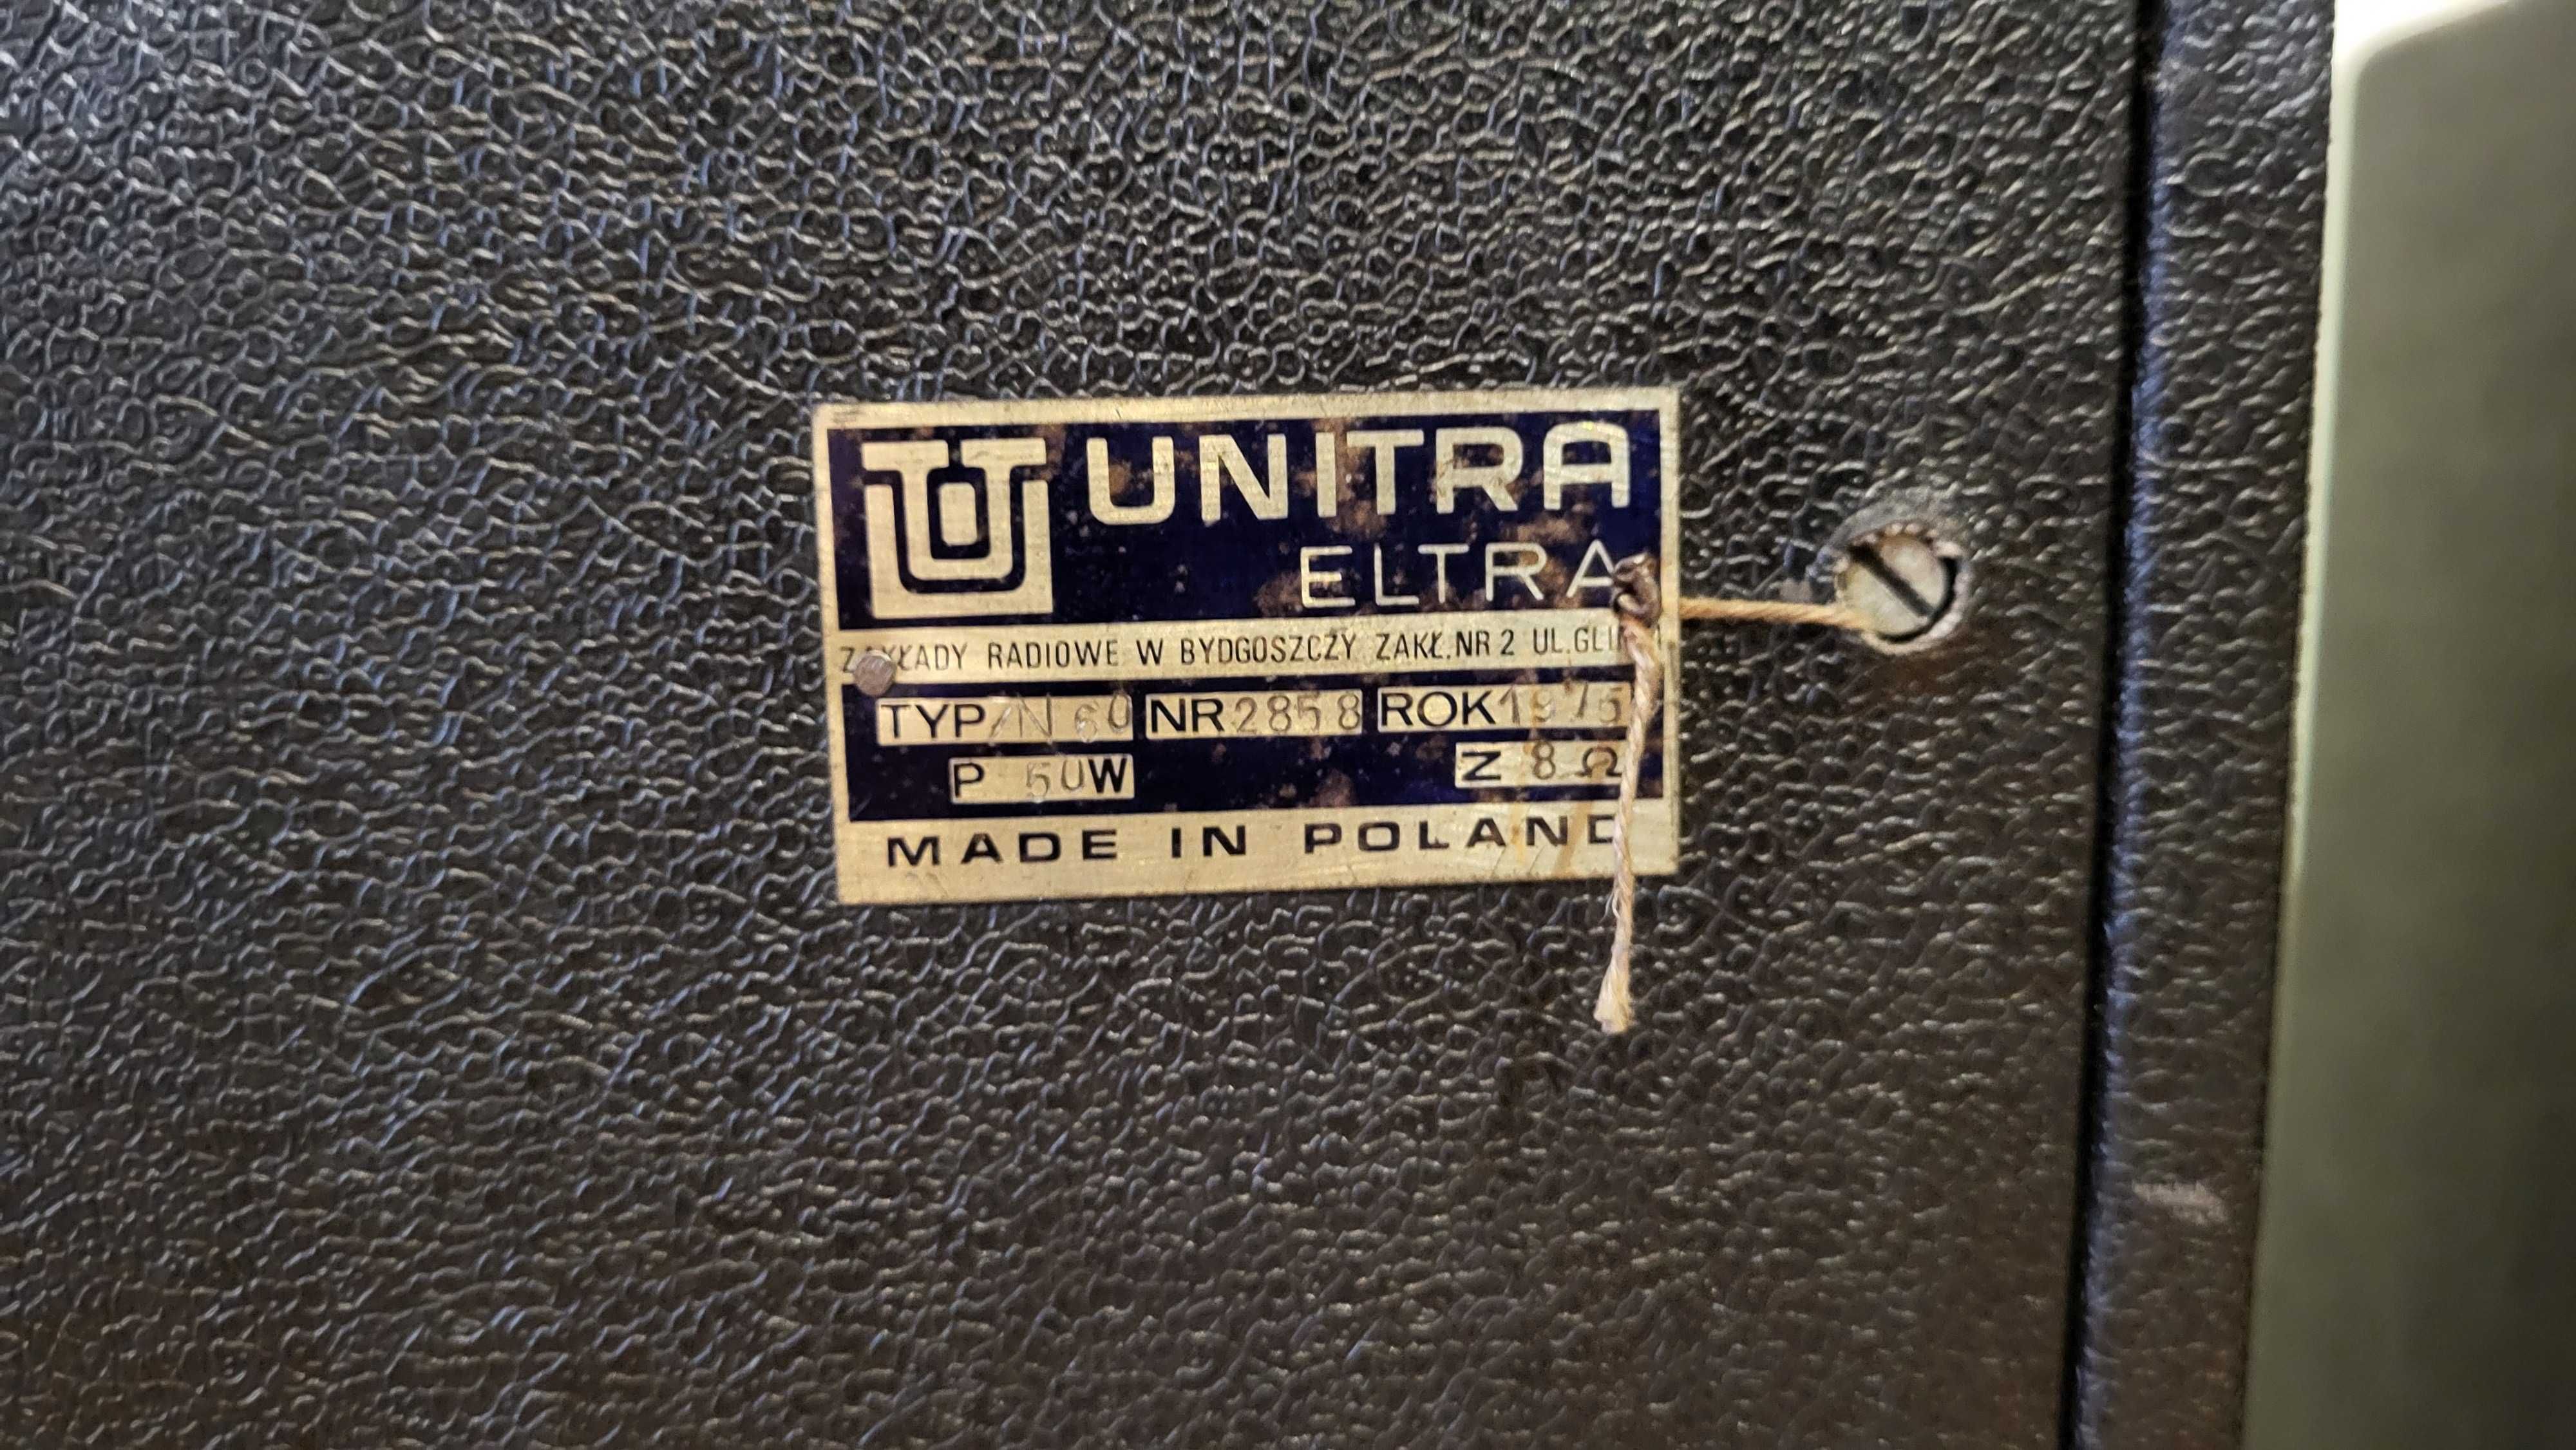 UNITRA
ELTRA
ZAKŁADY RADIOWE W BYDGOSZCZY ZAKŁ. NR 2 UL.
TYP ZN 60 NR 2858 ROK 1975
P 50W Z 8 Ω
MADE IN POLAND